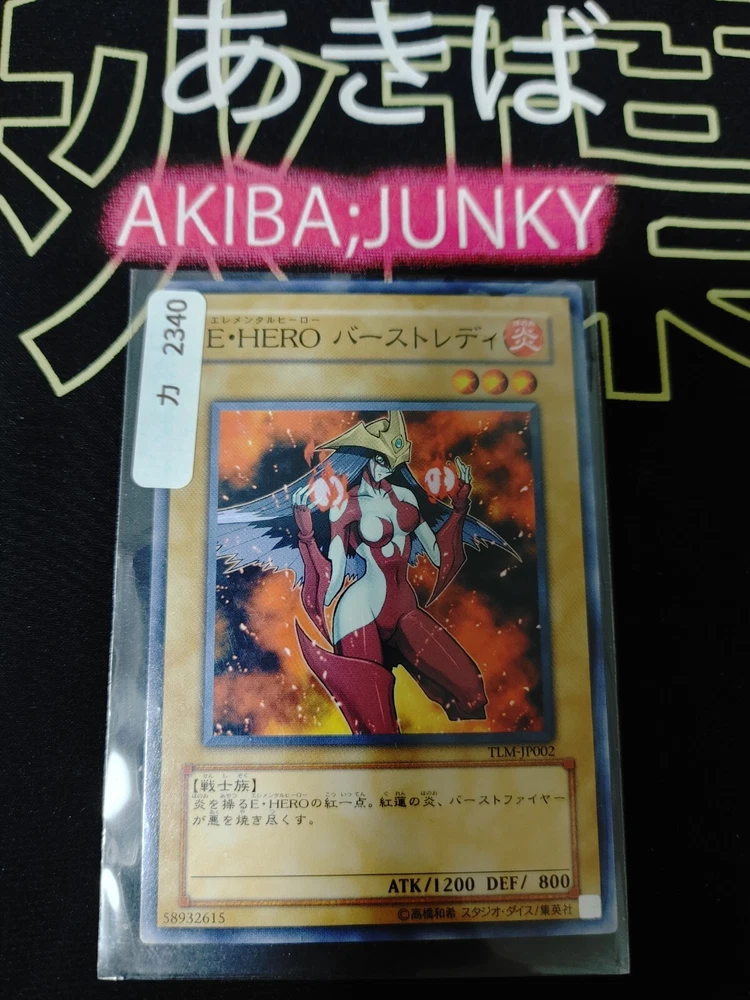 あきば
AKIBA;JUNKY
カ 2340
エレメンタルヒーロー
E・HERO バーストレディ
炎
TLM-JP002
【戦士族】
炎を操るE・HEROの紅一点。紅蓮の炎、バーストファイヤー
が悪を焼き尽くす。
ATK/1200 DEF/ 800
58932615
©高橋和希 スタジオ・ダイス/集英社